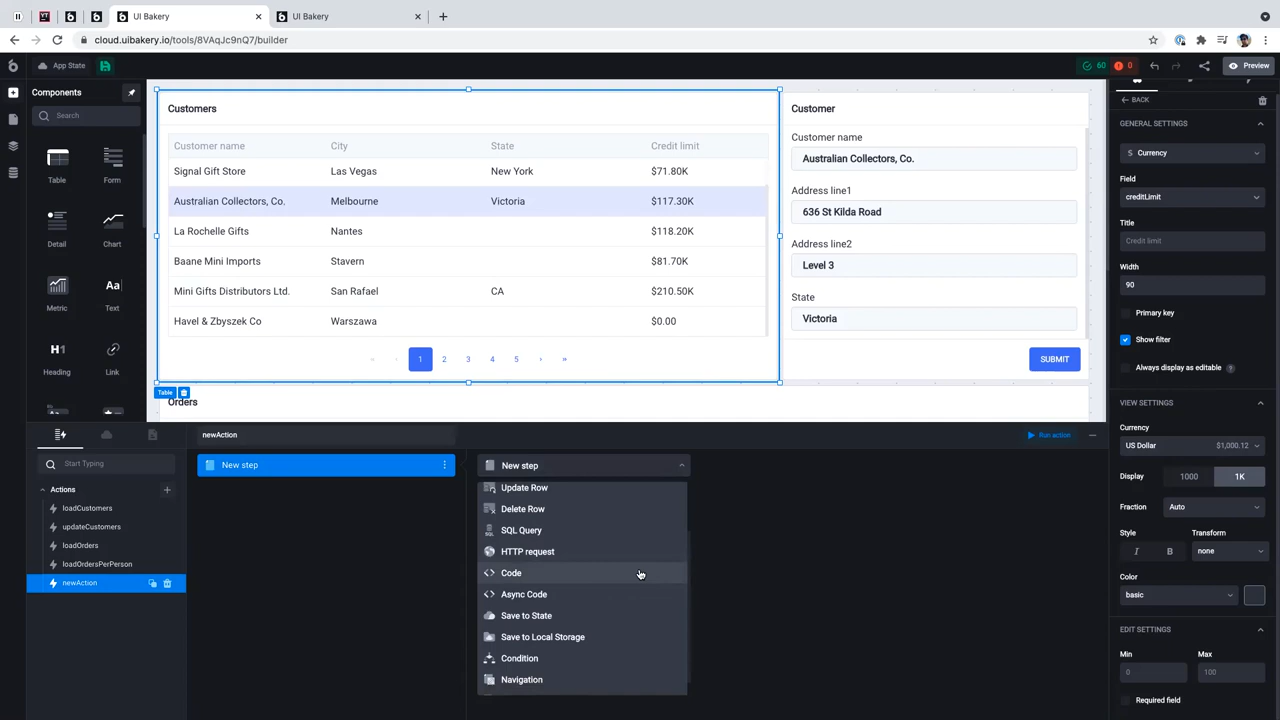 UI Bakery
UI Bakery
cloud.uibakery.io/tools/8VAqJc9nQ7/builder
App State
60
0
Preview
Components
Search
Table
Form
Detail
Chart
Metric
Aa
Text
H1
Heading
Link
Customers
Customer name City State Credit limit
Signal Gift Store Las Vegas New York $71.80K
Australian Collectors, Co. Melbourne Victoria $117.30K
La Rochelle Gifts Nantes $118.20K
Baane Mini Imports Stavern $81.70K
Mini Gifts Distributors Ltd. San Rafael CA $210.50K
Havel & Zbyszek Co Warszawa $0.00
« ‹ 1 2 3 4 5 › »
Table
Orders
Customer
Customer name
Australian Collectors, Co.
Address line1
636 St Kilda Road
Address line2
Level 3
State
Victoria
SUBMIT
BACK
GENERAL SETTINGS
$ Currency
Field
creditLimit
Title
Credit limit
Width
90
Primary key
Show filter
Always display as editable ?
VIEW SETTINGS
Currency
US Dollar $1,000.12
Display 1000 1K
Fraction Auto
Style Transform
I B none
Color
basic
EDIT SETTINGS
Min Max
0 100
Required field
Start Typing
Actions
loadCustomers
updateCustomers
loadOrders
loadOrdersPerPerson
newAction
newAction
Run action
New step
New step
Update Row
Delete Row
SQL Query
HTTP request
Code
Async Code
Save to State
Save to Local Storage
Condition
Navigation